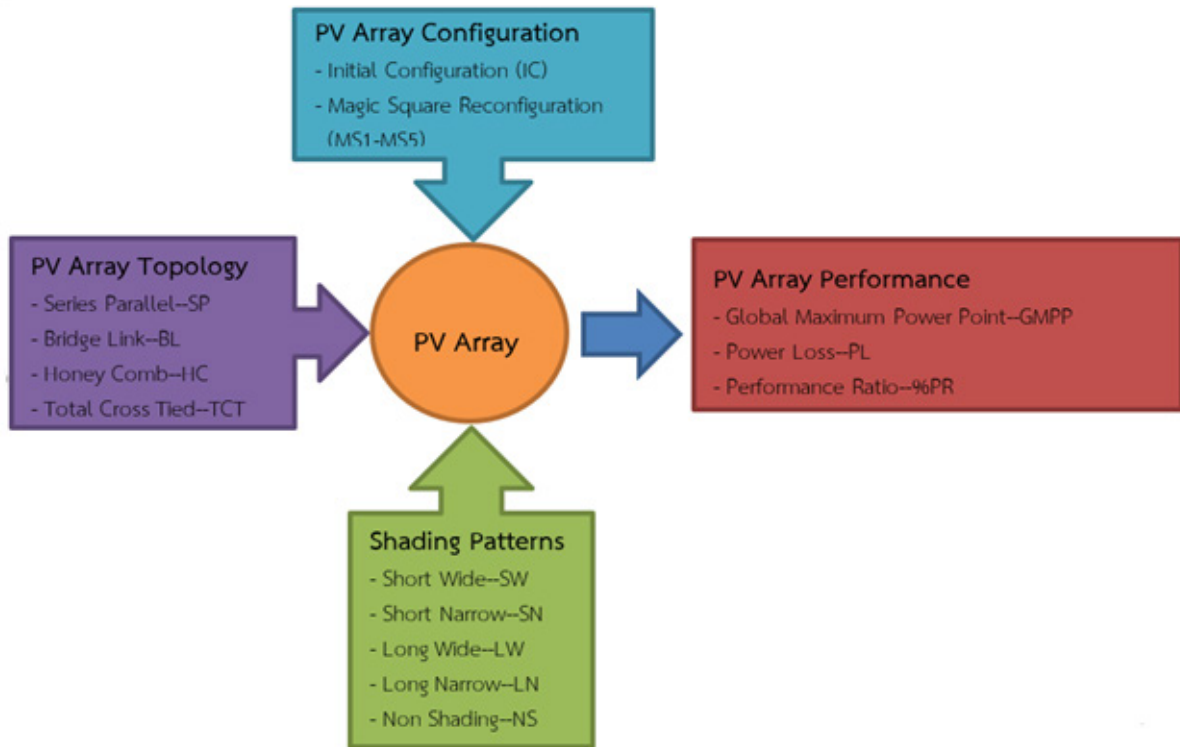 PV Array Configuration
- Initial Configuration (IC)
- Magic Square Reconfiguration
(MS1-MS5)
PV Array Topology
- Series Parallel--SP
- Bridge Link--BL
- Honey Comb--HC
- Total Cross Tied--TCT
PV Array
PV Array Performance
- Global Maximum Power Point--GMPP
- Power Loss--PL
- Performance Ratio--%PR
Shading Patterns
- Short Wide--SW
- Short Narrow--SN
- Long Wide--LW
- Long Narrow--LN
- Non Shading--NS